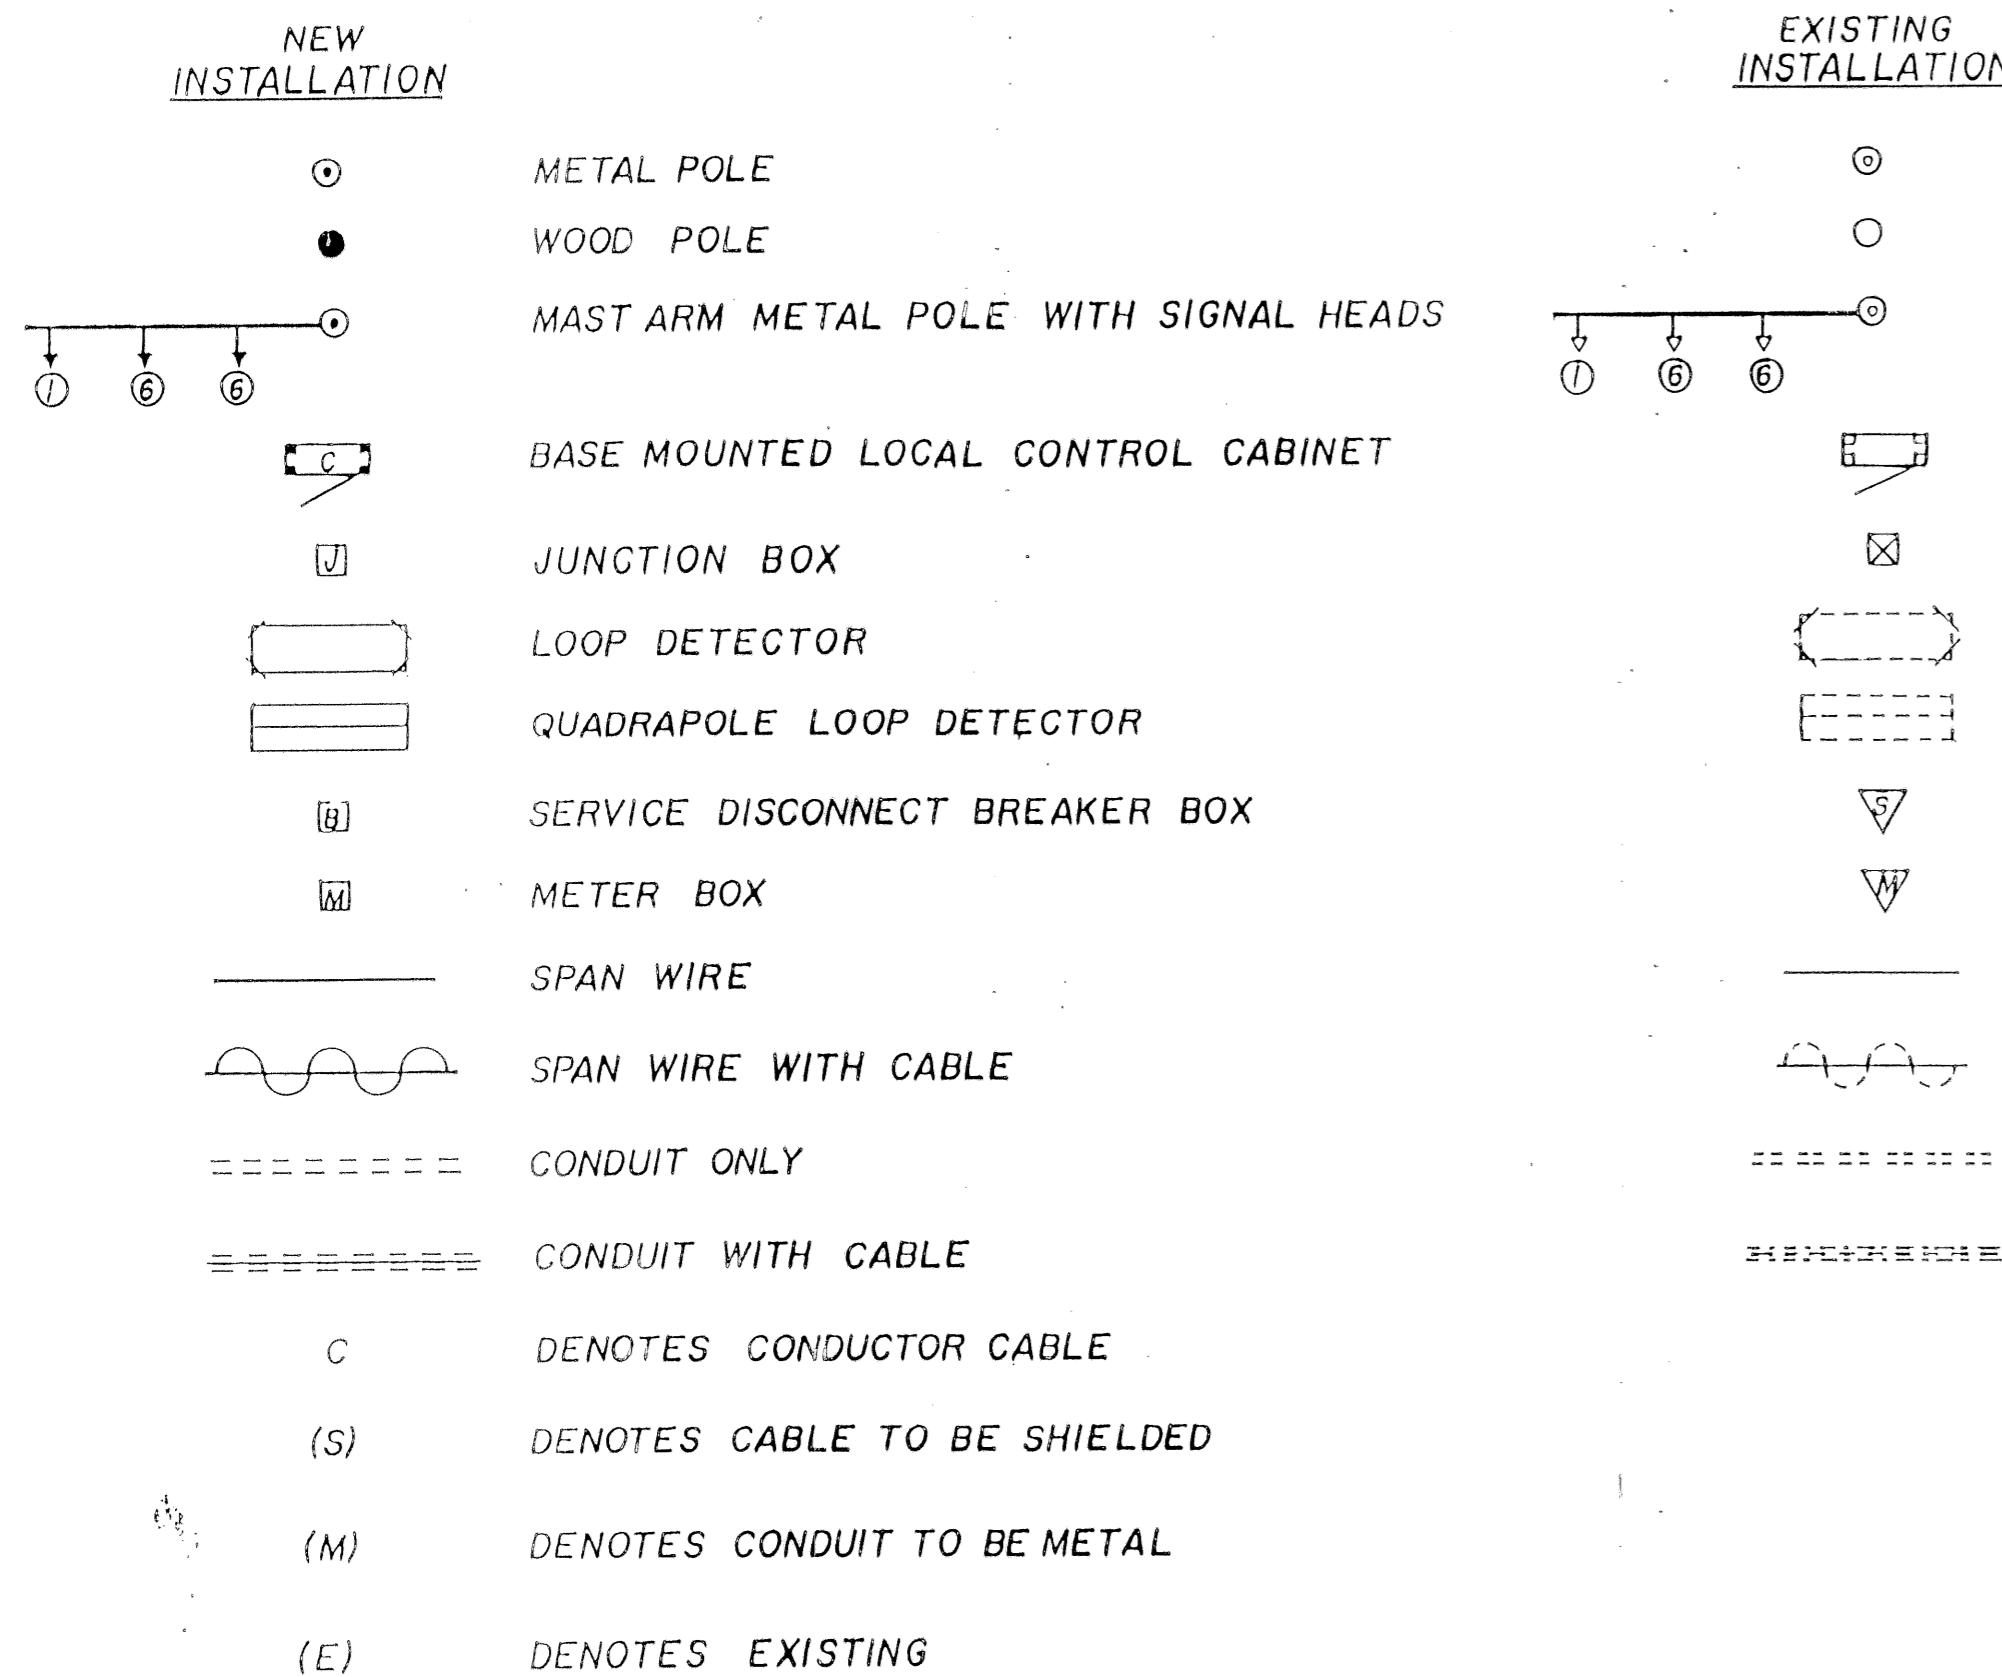 NEW
INSTALLATION
EXISTING
INSTALLATION
METAL POLE
WOOD POLE
MAST ARM METAL POLE WITH SIGNAL HEADS
1 6 6
1 6 6
C BASE MOUNTED LOCAL CONTROL CABINET
J JUNCTION BOX
LOOP DETECTOR
QUADRAPOLE LOOP DETECTOR
B SERVICE DISCONNECT BREAKER BOX S
M METER BOX M
SPAN WIRE
SPAN WIRE WITH CABLE
CONDUIT ONLY
CONDUIT WITH CABLE
C DENOTES CONDUCTOR CABLE
(S) DENOTES CABLE TO BE SHIELDED
(M) DENOTES CONDUIT TO BE METAL
(E) DENOTES EXISTING